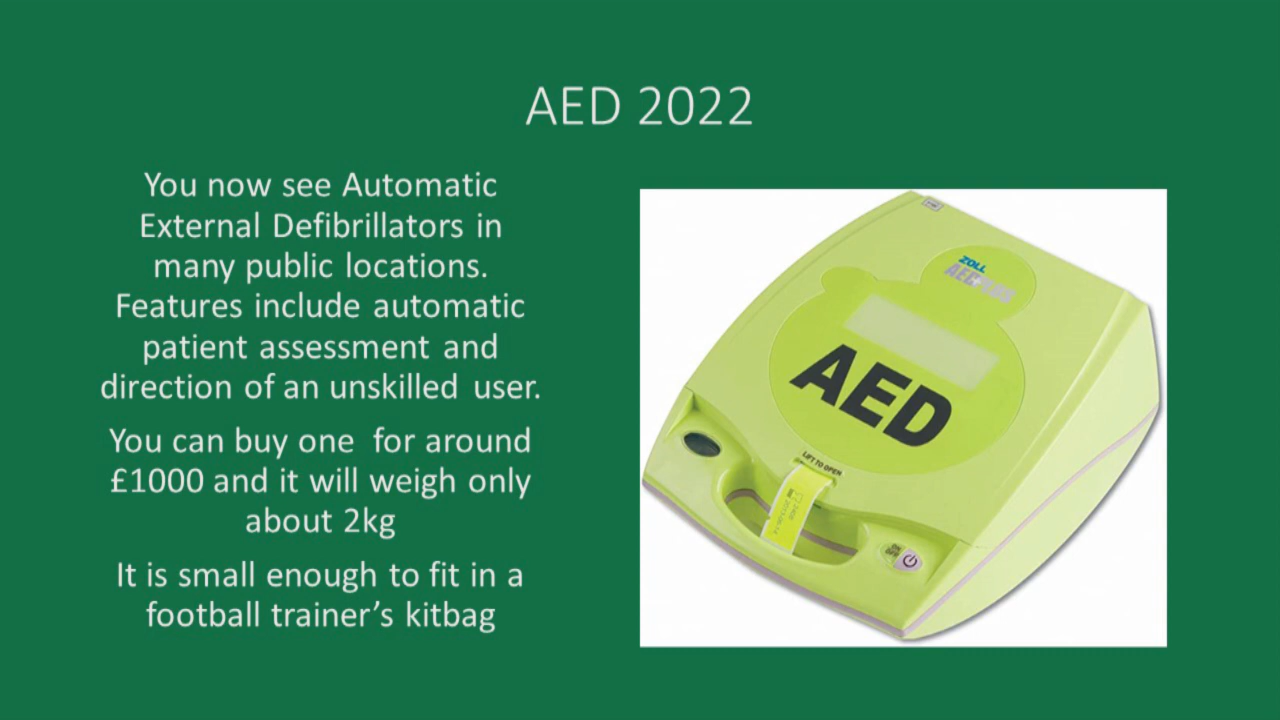 AED 2022
You now see Automatic
External Defibrillators in
many public locations.
Features include automatic
patient assessment and
direction of an unskilled user.
You can buy one for around
£1000 and it will weigh only
about 2kg
It is small enough to fit in a
football trainer’s kitbag
ZOLL
AED
LIFT TO OPEN